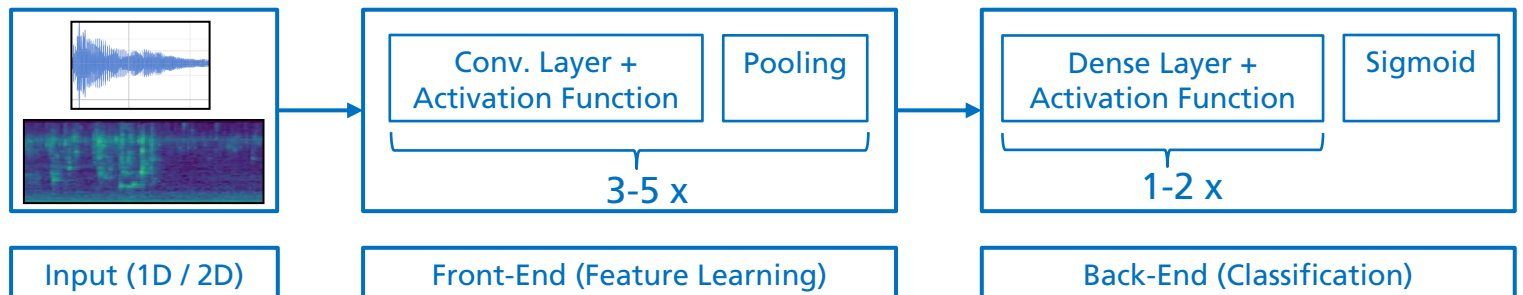 Conv. Layer +
Activation Function
Pooling
3-5 x
Dense Layer +
Activation Function
Sigmoid
1-2 x
Input (1D / 2D)
Front-End (Feature Learning)
Back-End (Classification)